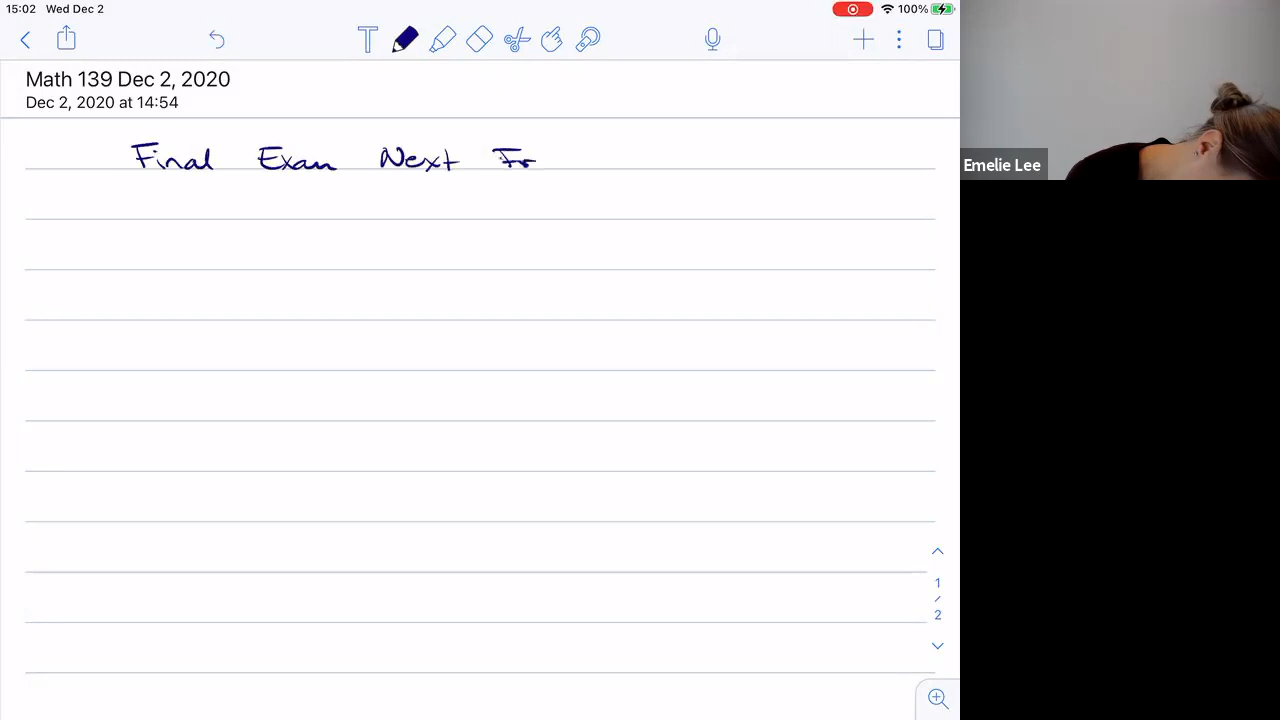 15:02 Wed Dec 2
100%
T
Math 139 Dec 2, 2020
Dec 2, 2020 at 14:54
Final Exam Next Fr
Emelie Lee
1
/
2